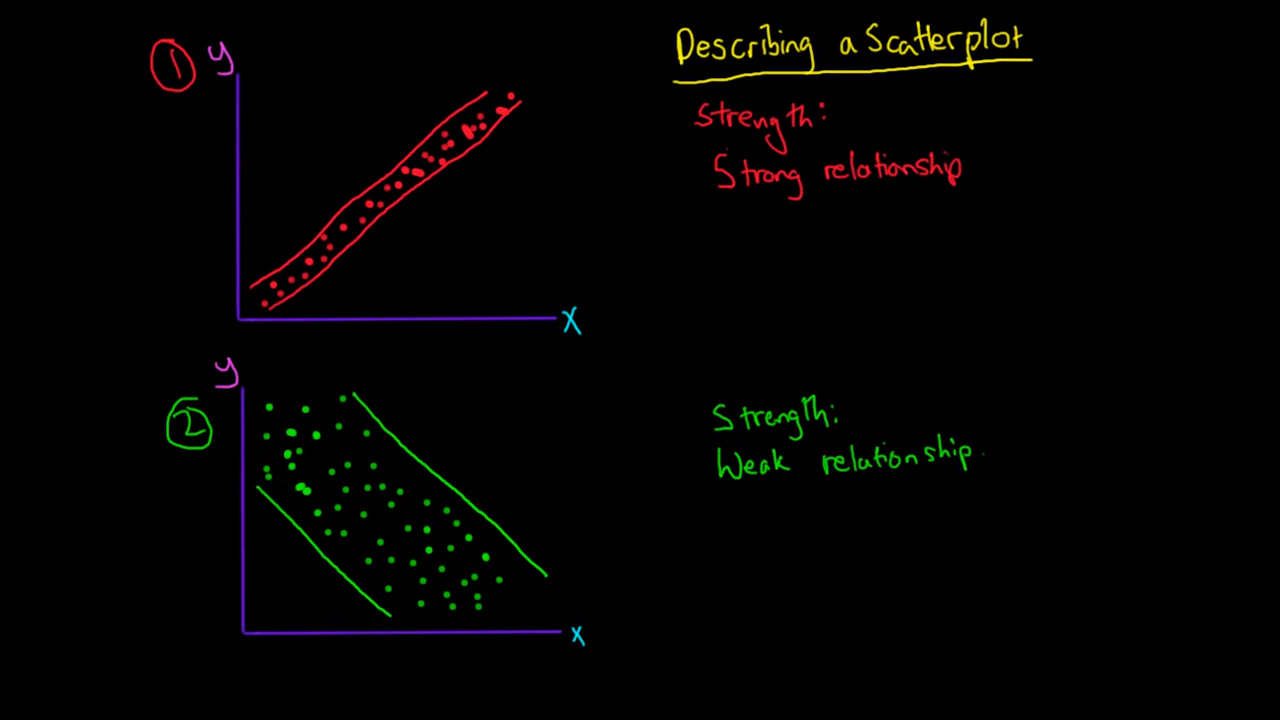 Describing a Scatterplot
1
y
Strength:
Strong relationship
x
y
2
Strength:
Weak relationship.
x